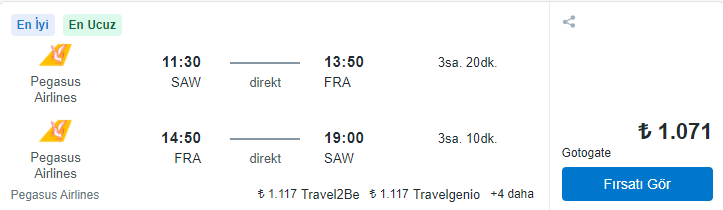 En İyi En Ucuz
11:30 13:50 3sa. 20dk.
SAW direkt FRA
Pegasus
Airlines
14:50 19:00 3sa. 10dk.
FRA direkt SAW
Pegasus
Airlines
Pegasus Airlines ₺ 1.117 Travel2Be ₺ 1.117 Travelgenio +4 daha
₺ 1.071
Gotogate
Fırsatı Gör